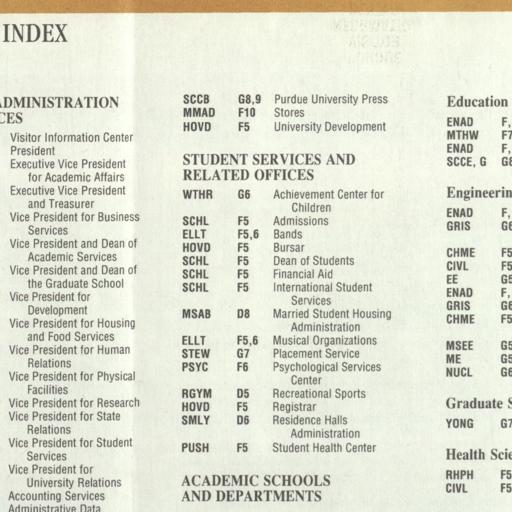 INDEX
ADMINISTRATION
CES
Visitor Information Center
President
Executive Vice President
for Academic Affairs
Executive Vice President
and Treasurer
Vice President for Business
Services
Vice President and Dean of
Academic Services
Vice President and Dean of
the Graduate School
Vice President for
Development
Vice President for Housing
and Food Services
Vice President for Human
Relations
Vice President for Physical
Facilities
Vice President for Research
Vice President for State
Relations
Vice President for Student
Services
Vice President for
University Relations
Accounting Services
Administrative Data
SCCB G8,9 Purdue University Press
MMAD F10 Stores
HOVD F5 University Development
STUDENT SERVICES AND
RELATED OFFICES
WTHR G6 Achievement Center for
Children
SCHL F5 Admissions
ELLT F5,6 Bands
HOVD F5 Bursar
SCHL F5 Dean of Students
SCHL F5 Financial Aid
SCHL F5 International Student
Services
MSAB D8 Married Student Housing
Administration
ELLT F5,6 Musical Organizations
STEW G7 Placement Service
PSYC F6 Psychological Services
Center
RGYM D5 Recreational Sports
HOVD F5 Registrar
SMLY D6 Residence Halls
Administration
PUSH F5 Student Health Center
ACADEMIC SCHOOLS
AND DEPARTMENTS
Education
ENAD F,
MTHW F7
ENAD F,
SCCE, G G8
Engineerin
ENAD F,
GRIS G6
CHME F5
CIVL F5
EE G5
ENAD F,
GRIS G6
CHME F5
MSEE G5
ME G5
NUCL G6
Graduate S
YONG G7
Health Scie
RHPH F5
CIVL F5